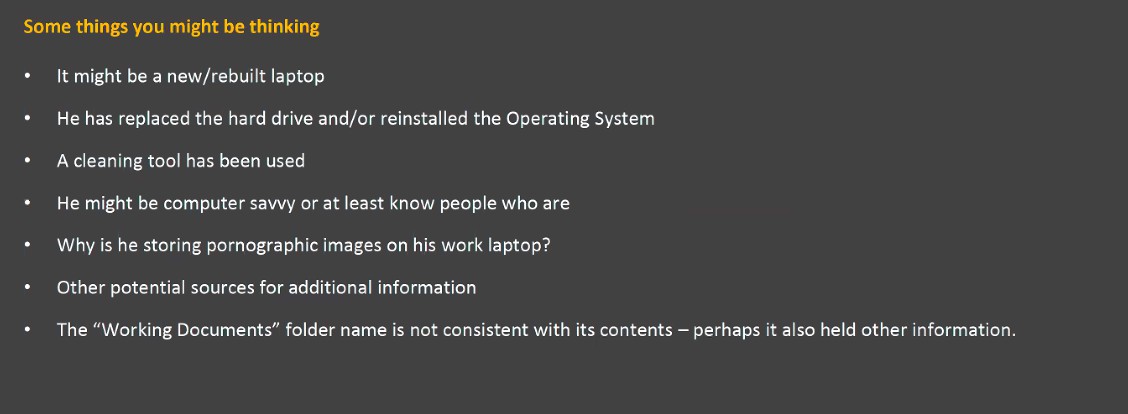 Some things you might be thinking
• It might be a new/rebuilt laptop
• He has replaced the hard drive and/or reinstalled the Operating System
• A cleaning tool has been used
• He might be computer savvy or at least know people who are
• Why is he storing pornographic images on his work laptop?
• Other potential sources for additional information
• The “Working Documents” folder name is not consistent with its contents – perhaps it also held other information.